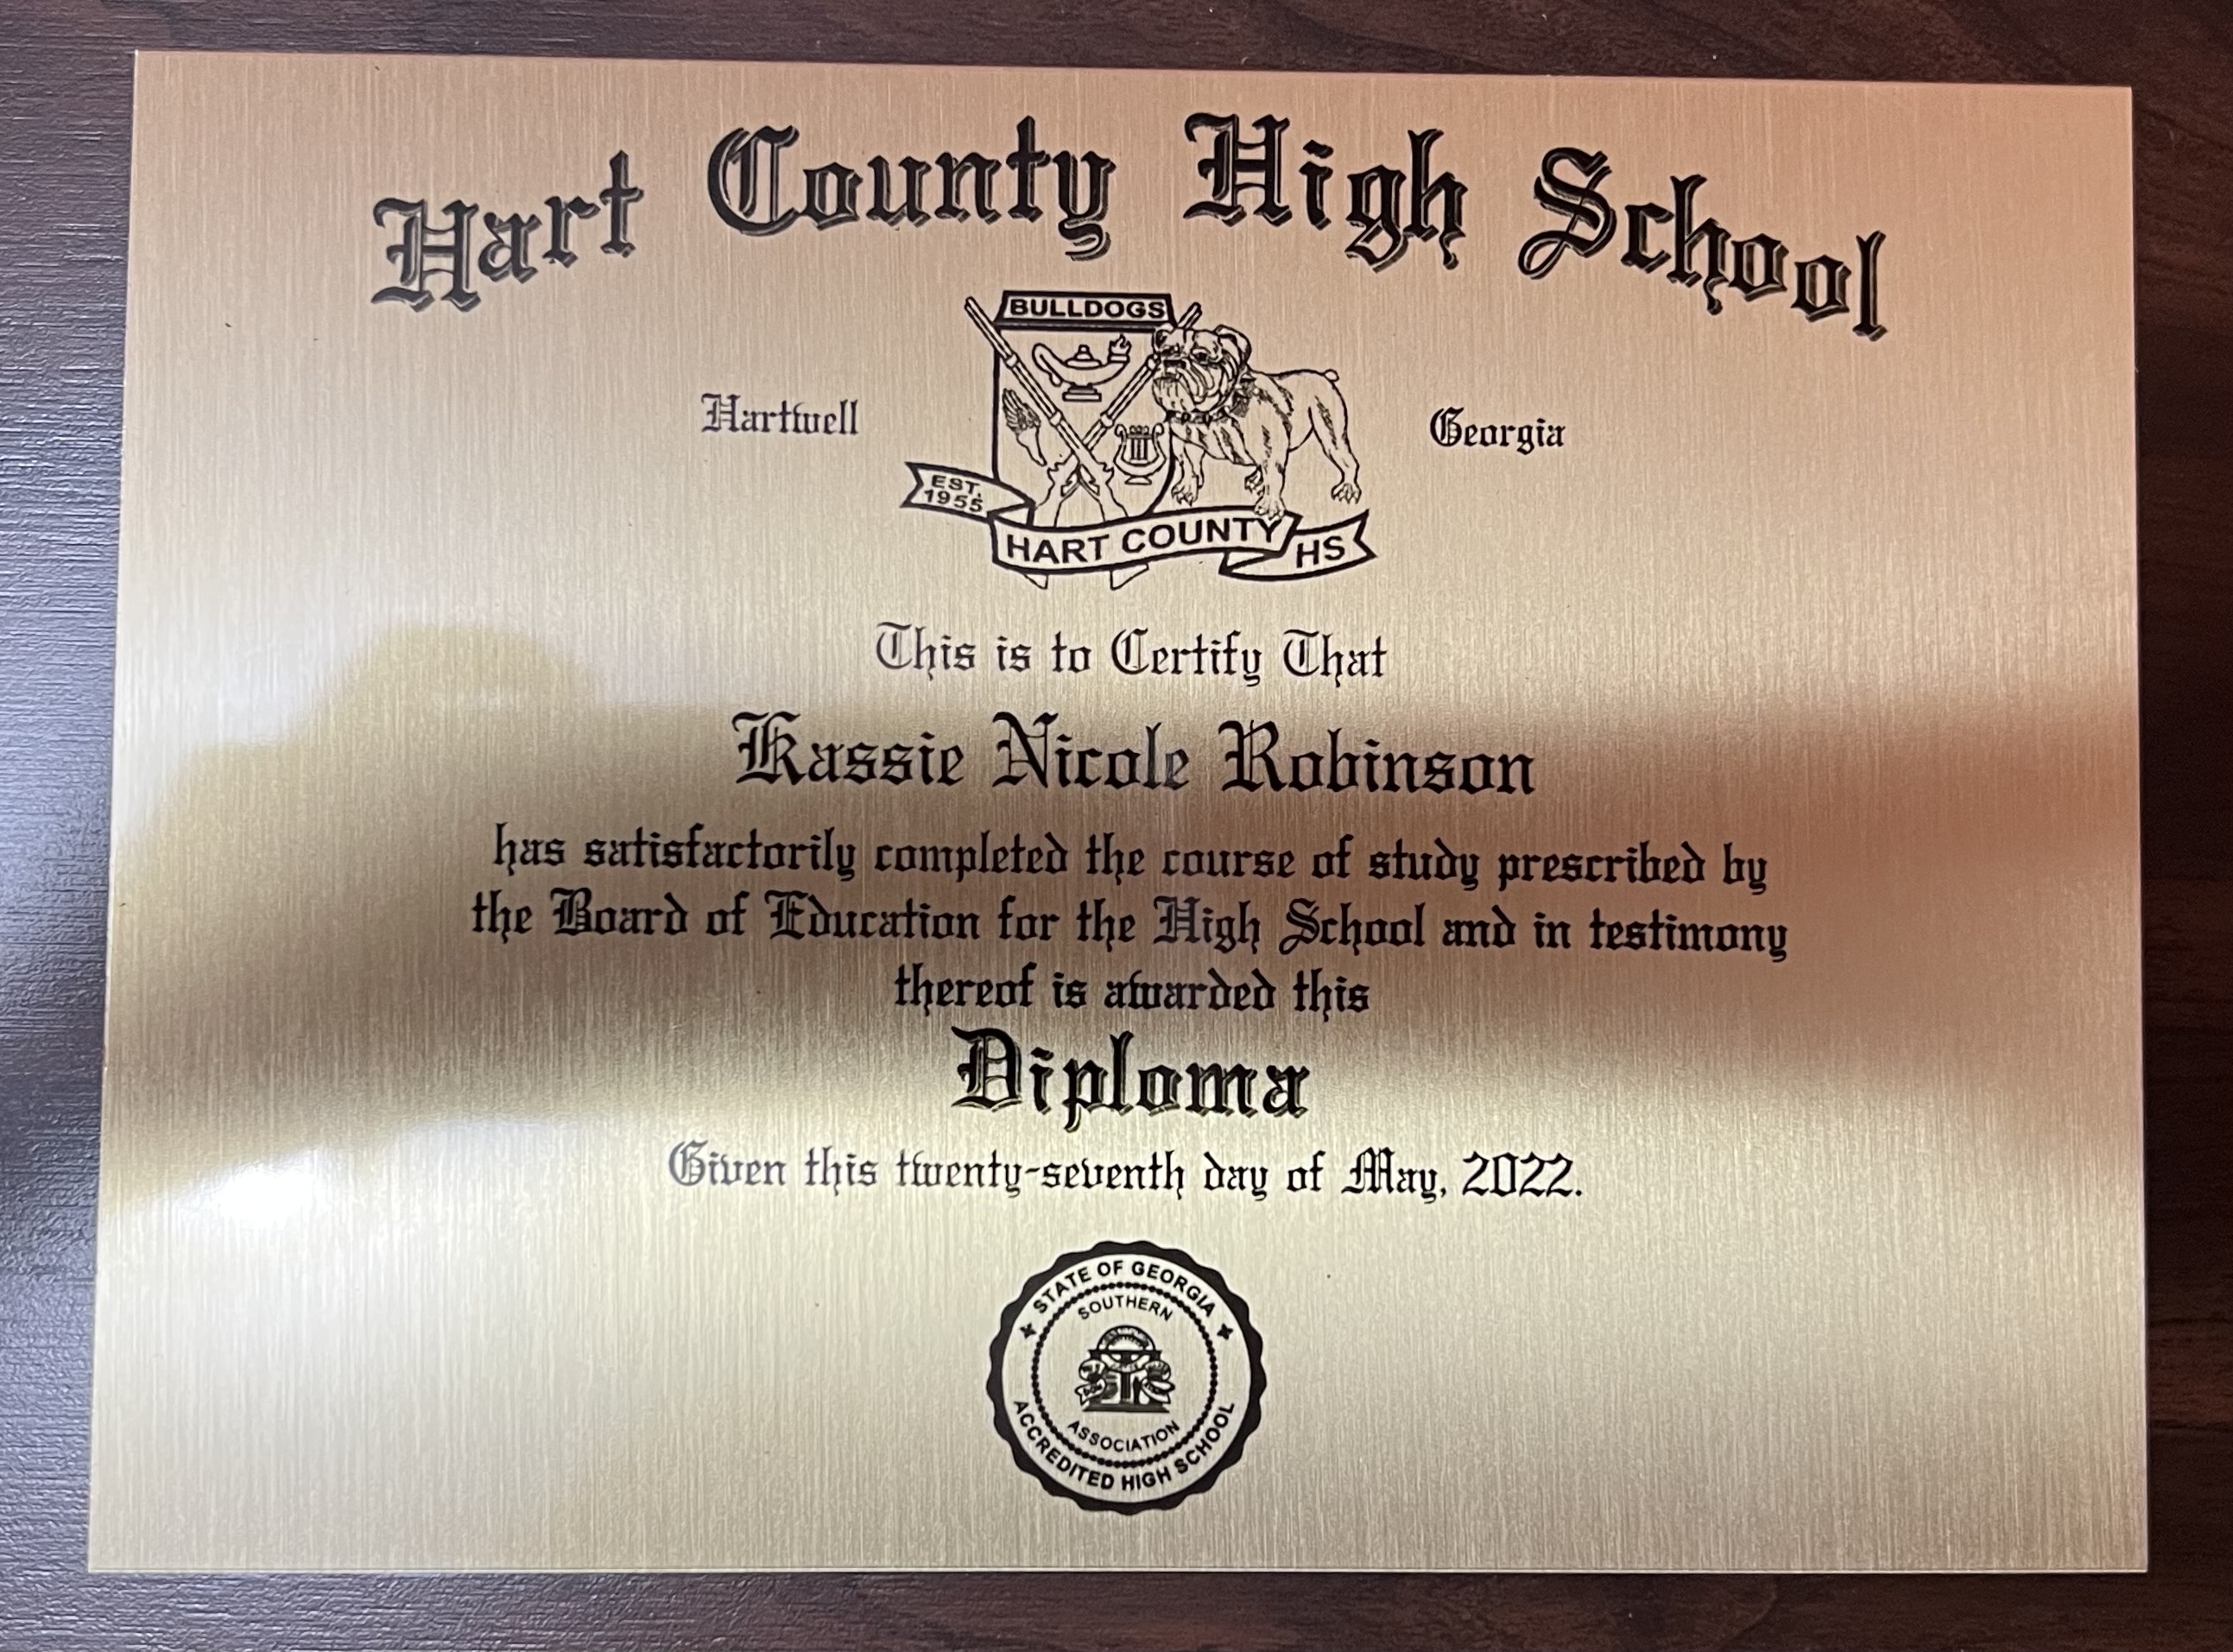 Hart County High School
BULLDOGS
Hartwell
Georgia
EST.
1955
HART COUNTY HS
This is to Certify That
Kassie Nicole Robinson
has satisfactorily completed the course of study prescribed by
the Board of Education for the High School and in testimony
thereof is awarded this
Diploma
Given this twenty-seventh day of May, 2022.
STATE OF GEORGIA
SOUTHERN
ASSOCIATION
ACCREDITED HIGH SCHOOL